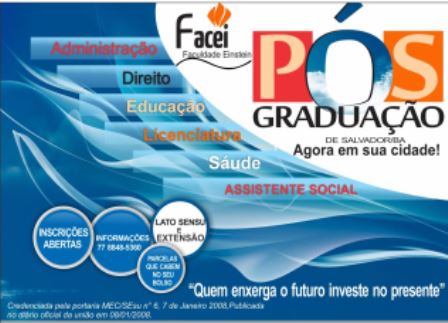 Administração
Facei
Faculdade Einstein
PÓS
GRADUAÇÃO
DE SALVADOR/BA
Agora em sua cidade!
Direito
Educação
Licenciatura
Saúde
ASSISTENTE SOCIAL
INSCRIÇÕES
ABERTAS
INFORMAÇÕES
77 8848-5360
LATO SENSU
E
EXTENSÃO
PARCELAS
QUE CABEM
NO SEU
BOLSO
“Quem enxerga o futuro investe no presente”
Credenciada pela portaria MEC/SEsu n° 6, 7 de Janeiro 2008,Publicada
no diário oficial da união em 08/01/2008.